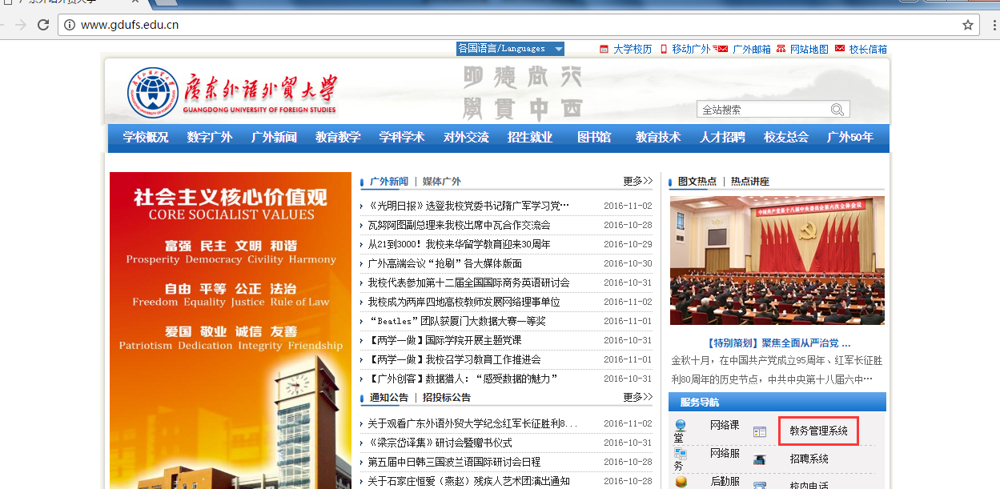 广东外语外贸大学
www.gdufs.edu.cn
各国语言/Languages
大学校历 移动广外 广外邮箱 网站地图 校长信箱
廣东外语外貿大學
GUANGDONG UNIVERSITY OF FOREIGN STUDIES
明德尚行
學貫中西
全站搜索
学校概况 数字广外 广外新闻 教育教学 学科学术 对外交流 招生就业 图书馆 教育技术 人才招聘 校友总会 广外50年
社会主义核心价值观
CORE SOCIALIST VALUES
富强 民主 文明 和谐
Prosperity Democracy Civility Harmony
自由 平等 公正 法治
Freedom Equality Justice Rule of Law
爱国 敬业 诚信 友善
Patriotism Dedication Integrity Friendship
广外新闻 | 媒体广外 更多>>
《光明日报》选登我校党委书记隋广军学习党… 2016-11-02
瓦努阿图副总理来我校出席中瓦合作交流会 2016-10-28
从21到3000！我校来华留学教育迎来30周年 2016-10-29
广外高端会议“抢刷”各大媒体版面 2016-10-30
我校代表参加第十二届全国国际商务英语研讨会 2016-10-31
我校成为两岸四地高校教师发展网络理事单位 2016-11-02
“Beatles”团队获厦门大数据大赛一等奖 2016-11-01
【两学一做】国际学院开展主题党课 2016-10-31
【两学一做】我校召学习教育工作推进会 2016-11-01
【广外创客】数据猎人：“感受数据的魅力” 2016-10-31
通知公告 | 招投标公告 更多>>
关于观看广东外语外贸大学纪念红军长征胜利8... 2016-11-02
《梁宗岱译集》研讨会暨赠书仪式 2016-10-31
第五届中日韩三国波兰语国际研讨会日程 2016-10-28
关于石家庄恒爱（燕赵）残疾人艺术团演出通知 2016-10-28
图文热点 | 热点讲座
中国共产党第十八届中央委员会第六次全体会议
【特别策划】聚焦全面从严治党 ...
金秋十月，在中国共产党成立95周年、红军长征胜
利80周年的历史节点，中共中央第十八届六中…
服务导航
网络课
堂
教务管理系统
网络服
务
招聘系统
后勤服
校内电话